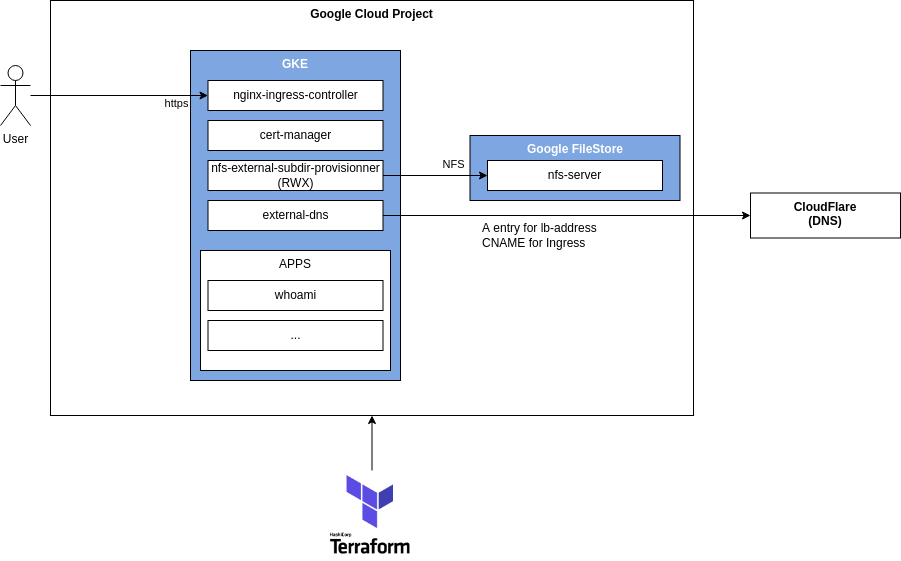 Google Cloud Project
GKE
nginx-ingress-controller
https
User
cert-manager
nfs-external-subdir-provisionner
(RWX)
NFS
Google FileStore
nfs-server
external-dns
A entry for lb-address
CNAME for Ingress
CloudFlare
(DNS)
APPS
whoami
...
HashiCorp
Terraform